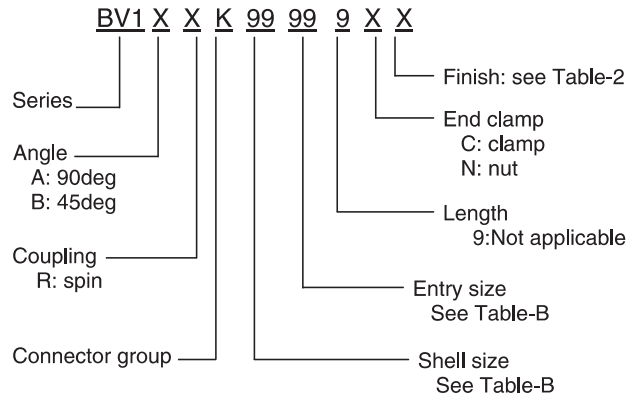 BV1 X X K 99 99 9 X X
Series
Angle
A: 90deg
B: 45deg
Coupling
R: spin
Connector group
Finish: see Table-2
End clamp
C: clamp
N: nut
Length
9:Not applicable
Entry size
See Table-B
Shell size
See Table-B